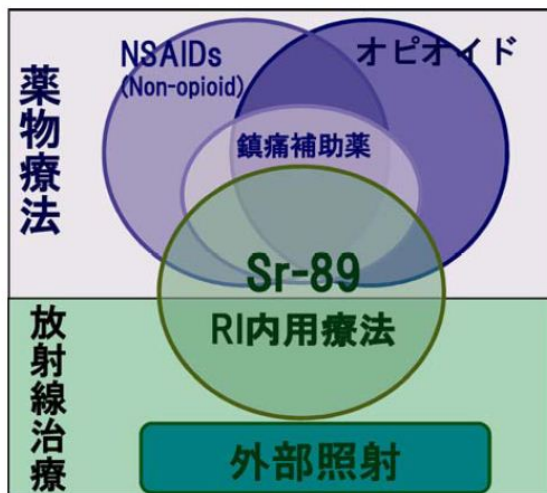 薬物療法
NSAIDs
(Non-opioid)
オピオイド
鎮痛補助薬
Sr-89
RI内用療法
放射線治療
外部照射